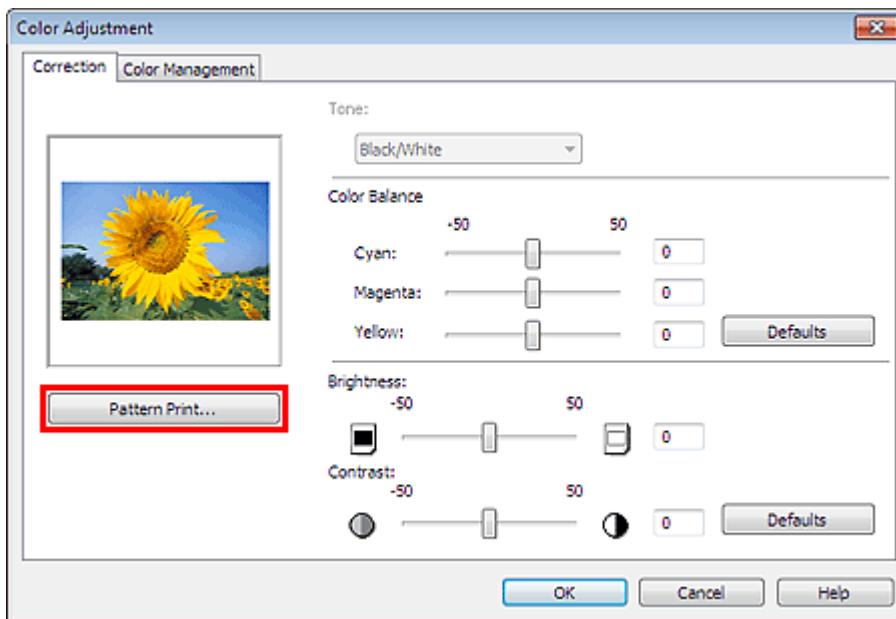 Color Adjustment
Correction
Color Management
Tone:
Black/White
Color Balance
-50 50
Cyan: 0
Magenta: 0
Yellow: 0 Defaults
Pattern Print...
Brightness:
-50 50
0
Contrast:
-50 50
0 Defaults
OK Cancel Help